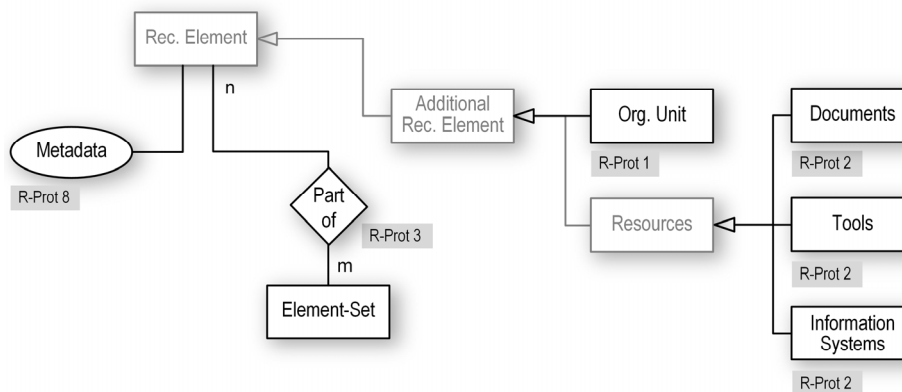 Rec. Element
n
Metadata
R-Prot 8
Part
of
R-Prot 3
m
Element-Set
Additional
Rec. Element
Org. Unit
R-Prot 1
Resources
Documents
R-Prot 2
Tools
R-Prot 2
Information
Systems
R-Prot 2